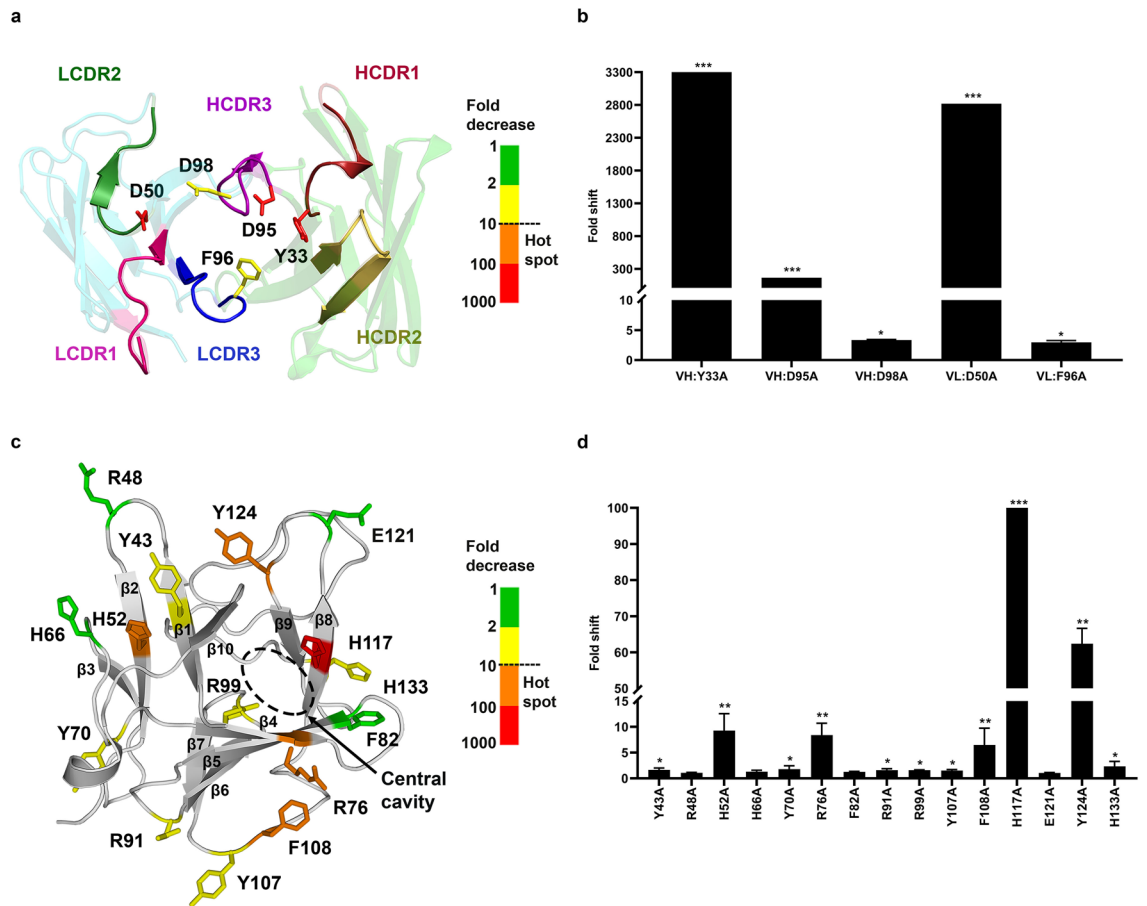 a
LCDR2
HCDR3
HCDR1
D98
D50
D95
F96
Y33
LCDR1
LCDR3
HCDR2
Fold
decrease
1
2
10
Hot
spot
100
1000
b
Fold shift
3300
2800
2300
1800
1300
800
300
10
5
0
***
***
*
***
*
VH:Y33A
VH:D95A
VH:D98A
VL:D50A
VL:F96A
c
R48
Y124
E121
Y43
β2
H52
β1
β9
β8
H66
β10
H117
β3
R99
H133
β4
Y70
F82
β7
β5
β6
Central
cavity
R76
R91
F108
Y107
Fold
decrease
1
2
10
Hot
spot
100
1000
d
Fold shift
100
90
80
70
60
50
15
10
5
0
*
**
*
**
*
*
*
**
***
**
*
Y43A
R48A
H52A
H66A
Y70A
R76A
F82A
R91A
R99A
Y107A
F108A
H117A
E121A
Y124A
H133A